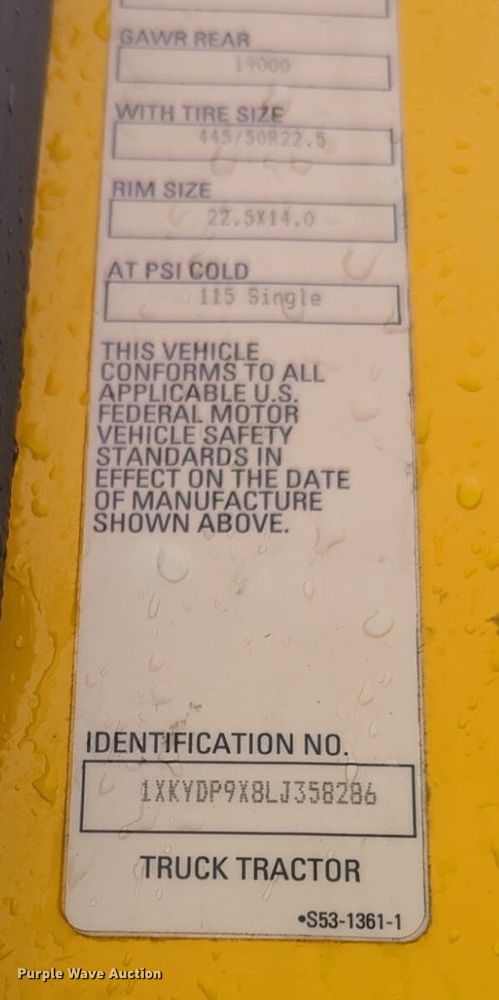 GAWR REAR
19000
WITH TIRE SIZE
445/50R22.5
RIM SIZE
22.5X14.0
AT PSI COLD
115 Single
THIS VEHICLE
CONFORMS TO ALL
APPLICABLE U.S.
FEDERAL MOTOR
VEHICLE SAFETY
STANDARDS IN
EFFECT ON THE DATE
OF MANUFACTURE
SHOWN ABOVE.
IDENTIFICATION NO.
1XKYDP9X8LJ358286
TRUCK TRACTOR
•S53-1361-1
Purple Wave Auction